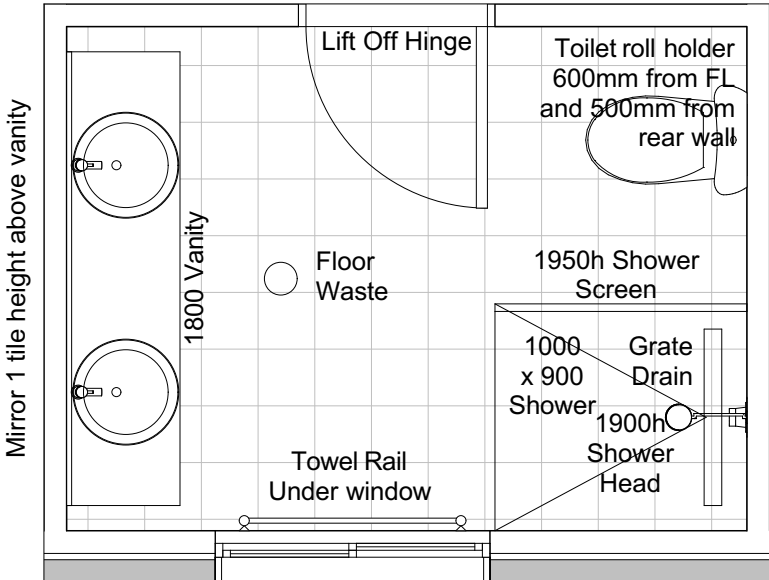 Lift Off Hinge
Toilet roll holder
600mm from FL
and 500mm from
rear wall
Mirror 1 tile height above vanity
1800 Vanity
Floor
Waste
1950h Shower
Screen
1000
x 900
Shower
Grate
Drain
1900h
Shower
Head
Towel Rail
Under window